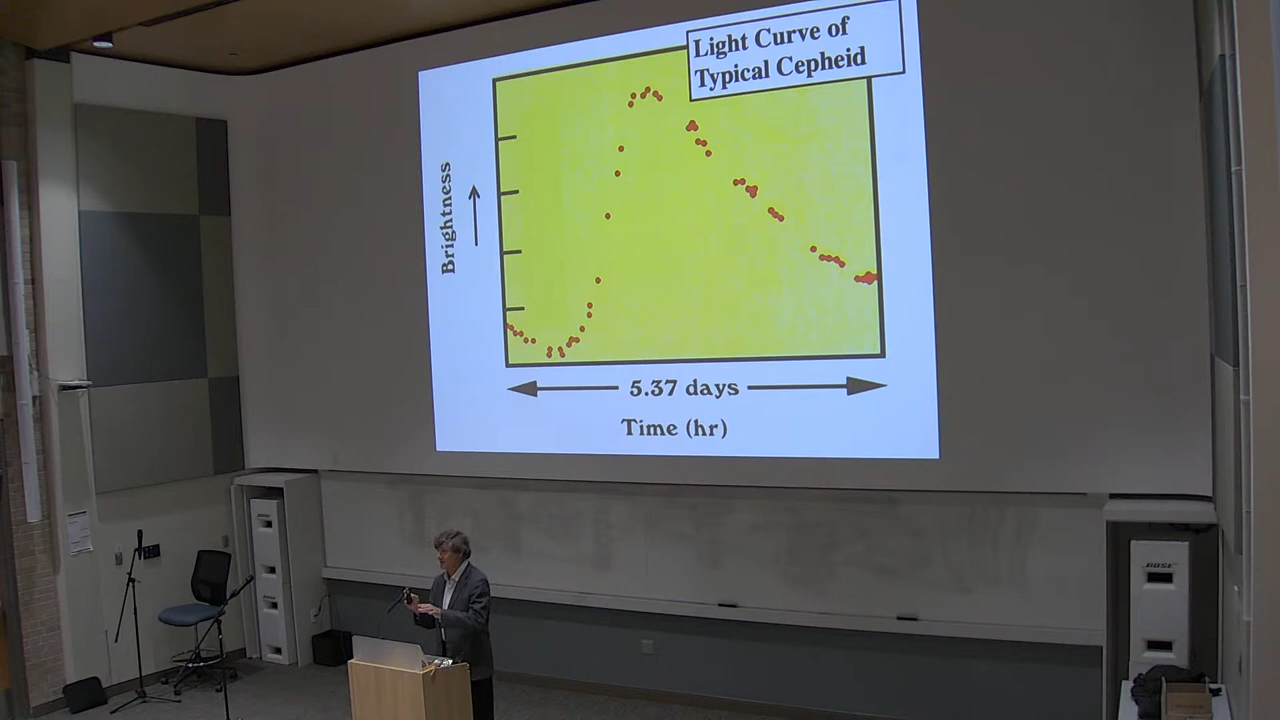 Light Curve of
Typical Cepheid
Brightness
5.37 days
Time (hr)
BOSE